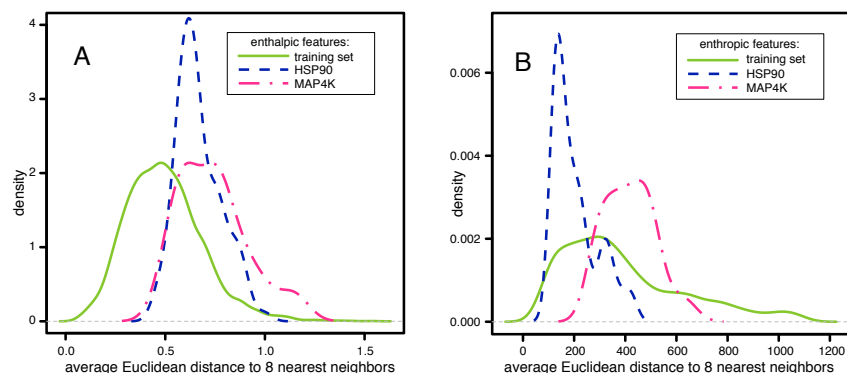 A
enthalpic features:
training set
HSP90
MAP4K
density
0
1
2
3
4
0.0
0.5
1.0
1.5
average Euclidean distance to 8 nearest neighbors
B
enthropic features:
training set
HSP90
MAP4K
density
0.000
0.002
0.004
0.006
0
200
400
600
800
1000
1200
average Euclidean distance to 8 nearest neighbors